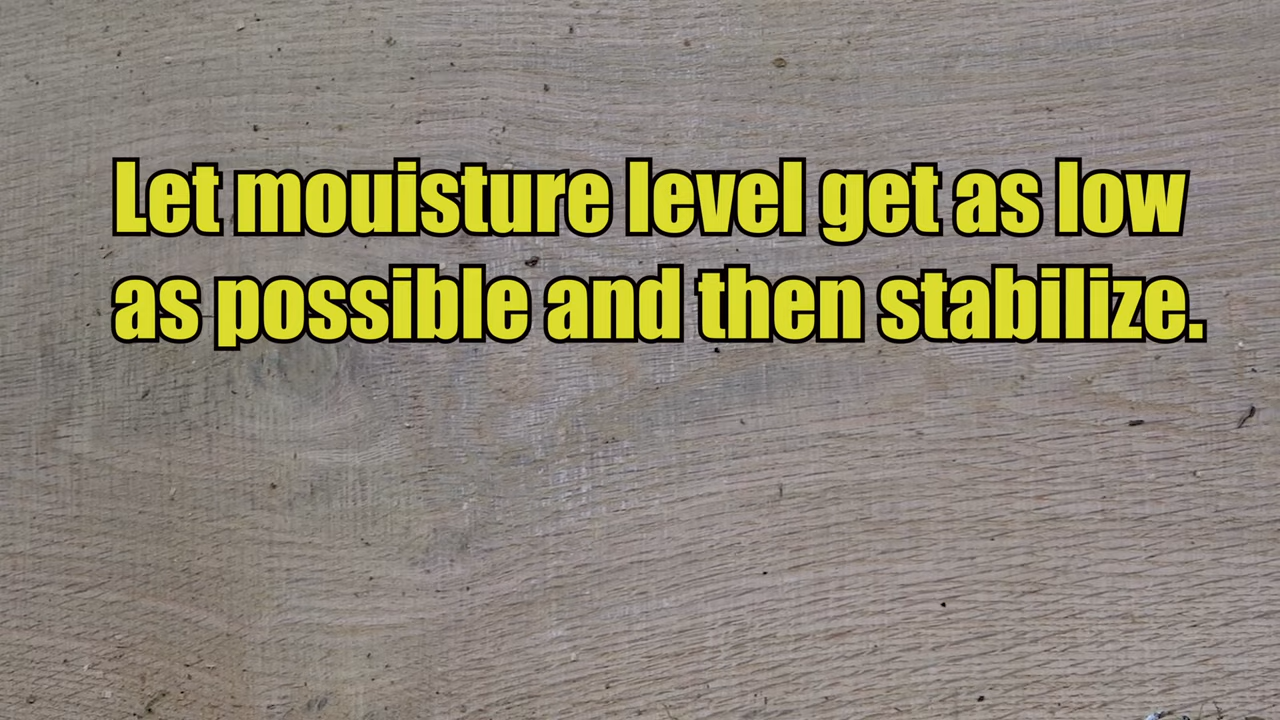 Let mouisture level get as low
as possible and then stabilize.